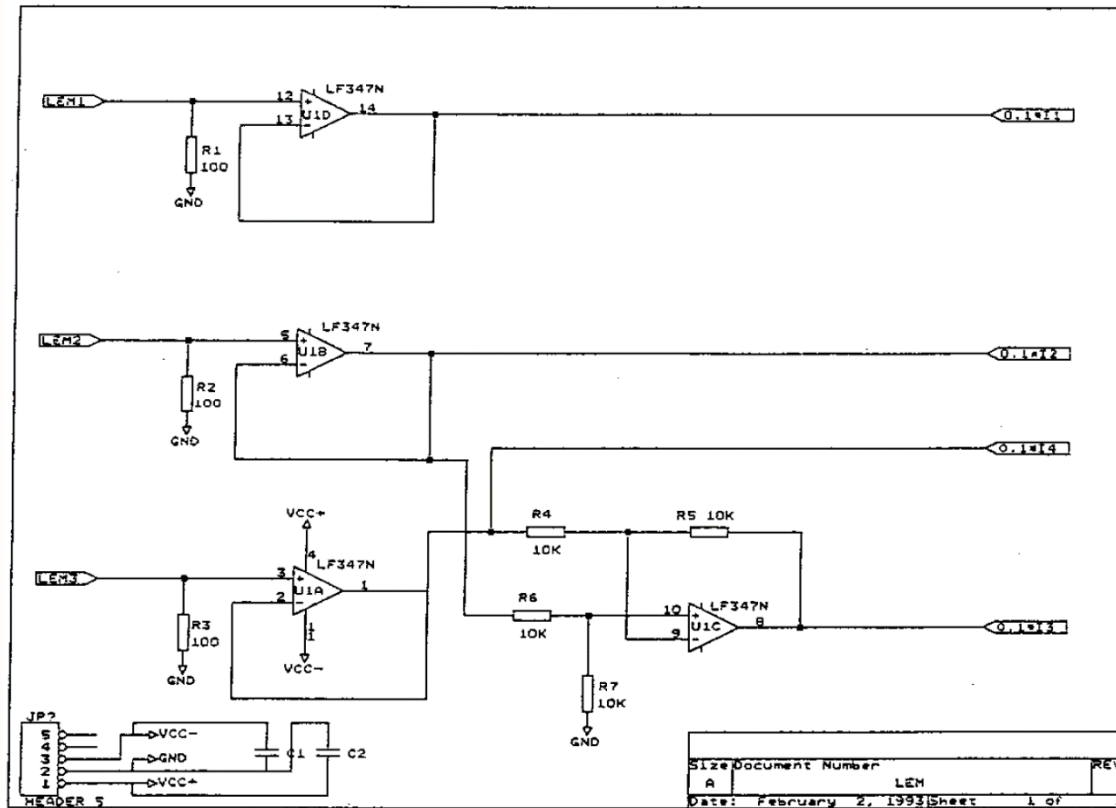 LF347N
LEM1
12
+
U1D
14
0.1*I1
13
-
R1
100
GND
LF347N
LEM2
5
+
U1B
7
0.1*I2
6
-
R2
100
GND
0.1*I4
VCC+
R4
R5 10K
10K
4
LF347N
LEM3
3
+
U1A
1
2
-
R6
10K
LF347N
10
+
U1C
8
0.1*I3
9
-
R3
100
11
GND
VCC-
R7
10K
GND
JP?
5
VCC-
4
3
GND
C1
C2
2
1
VCC+
HEADER 5
Size Document Number REV
A LEM
Date: February 2, 1993 Sheet 1 of